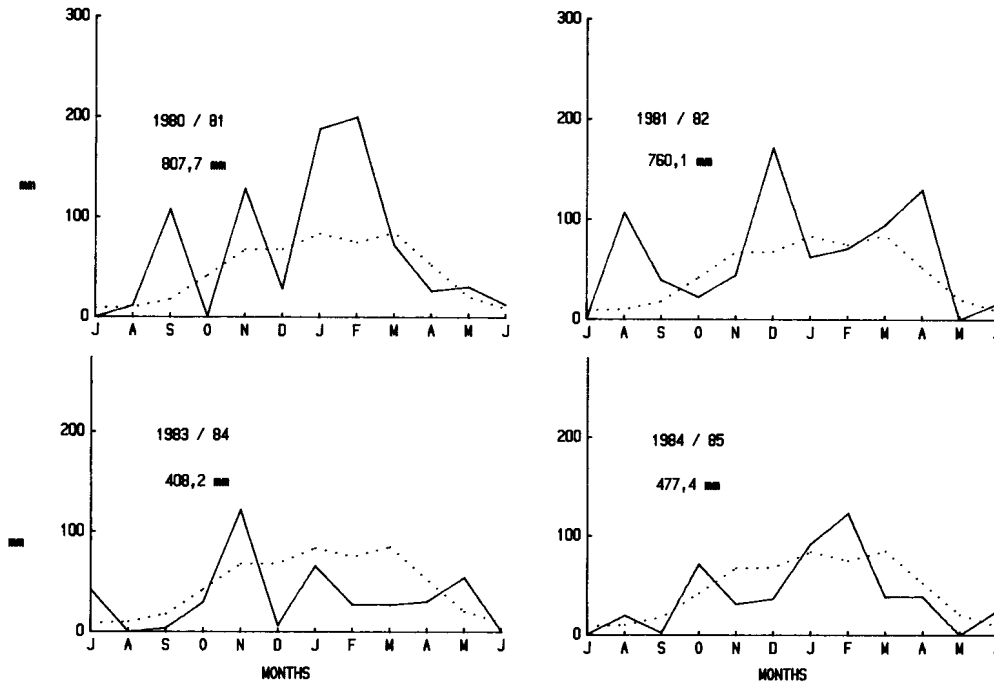 300
200
100
0
mm
1980 / 81
807,7 mm
J A S O N D J F M A M J
300
200
100
0
1981 / 82
760,1 mm
J A S O N D J F M A M J
200
100
0
mm
1983 / 84
408,2 mm
J A S O N D J F M A M J
MONTHS
200
100
0
1984 / 85
477,4 mm
J A S O N D J F M A M J
MONTHS